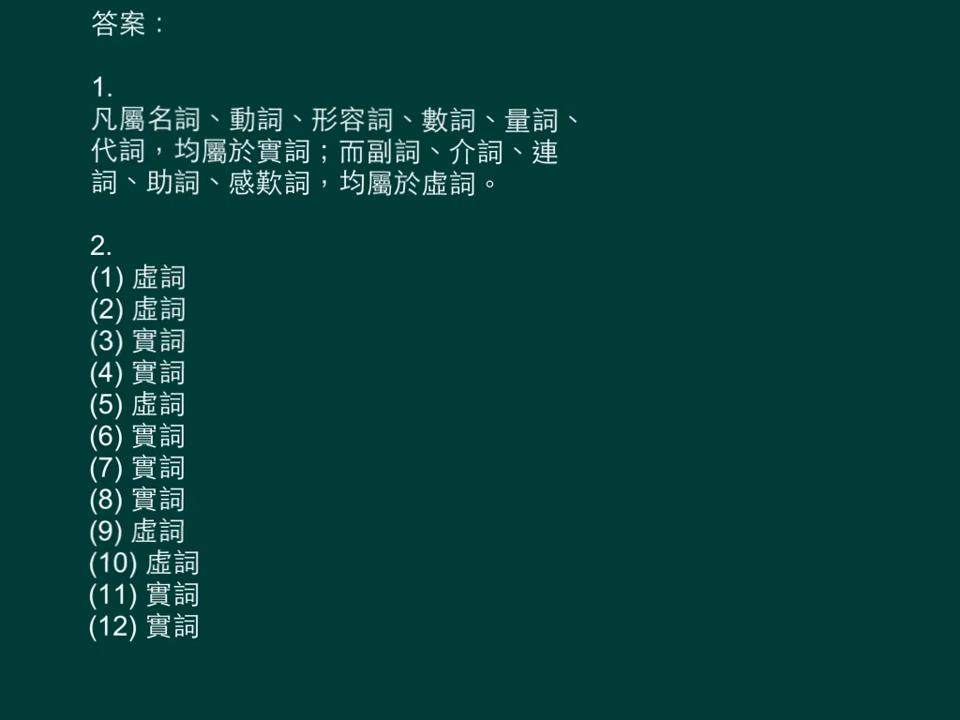 答案：
1.
凡屬名詞、動詞、形容詞、數詞、量詞、
代詞，均屬於實詞；而副詞、介詞、連
詞、助詞、感歎詞，均屬於虛詞。
2.
(1) 虛詞
(2) 虛詞
(3) 實詞
(4) 實詞
(5) 虛詞
(6) 實詞
(7) 實詞
(8) 實詞
(9) 虛詞
(10) 虛詞
(11) 實詞
(12) 實詞